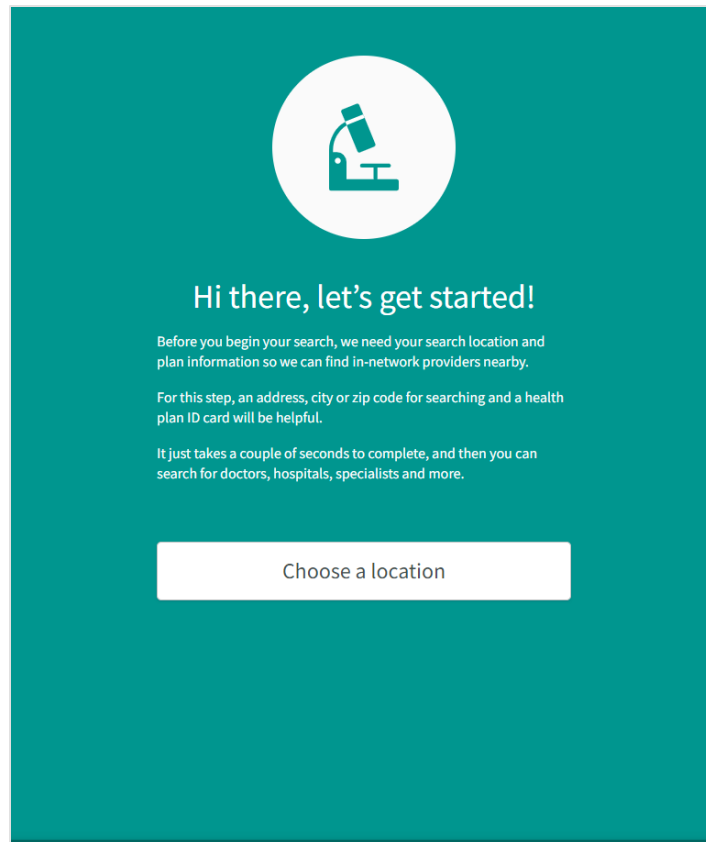 Hi there, let’s get started!
Before you begin your search, we need your search location and
plan information so we can find in-network providers nearby.
For this step, an address, city or zip code for searching and a health
plan ID card will be helpful.
It just takes a couple of seconds to complete, and then you can
search for doctors, hospitals, specialists and more.
Choose a location